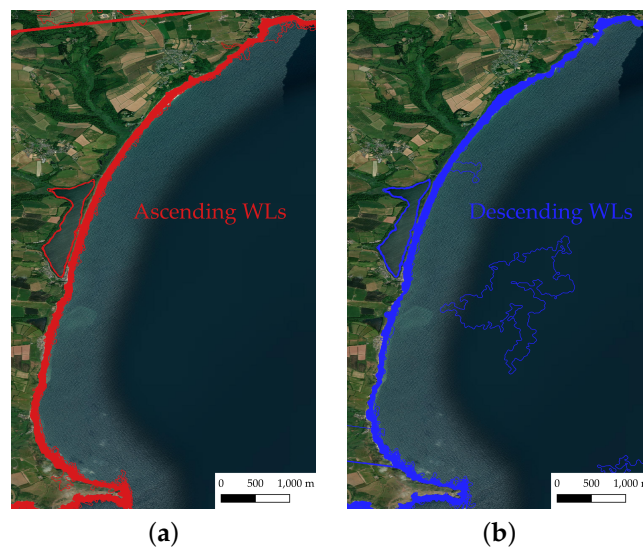 Ascending WLs
Descending WLs
0 500 1,000 m
0 500 1,000 m
(a)
(b)